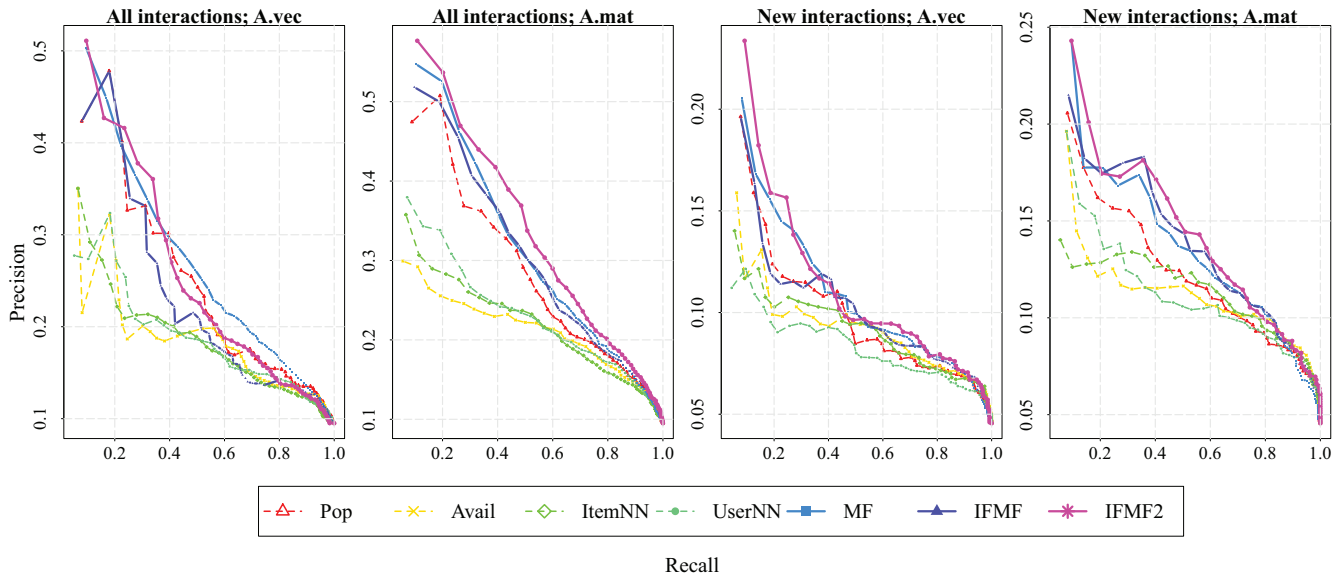 All interactions; A.vec
All interactions; A.mat
New interactions; A.vec
New interactions; A.mat
Precision
0.5
0.4
0.3
0.2
0.1
0.2 0.4 0.6 0.8 1.0
0.5
0.4
0.3
0.2
0.1
0.2 0.4 0.6 0.8 1.0
0.20
0.15
0.10
0.05
0.2 0.4 0.6 0.8 1.0
0.25
0.20
0.15
0.10
0.05
0.2 0.4 0.6 0.8 1.0
Pop Avail ItemNN UserNN MF IFMF IFMF2
Recall